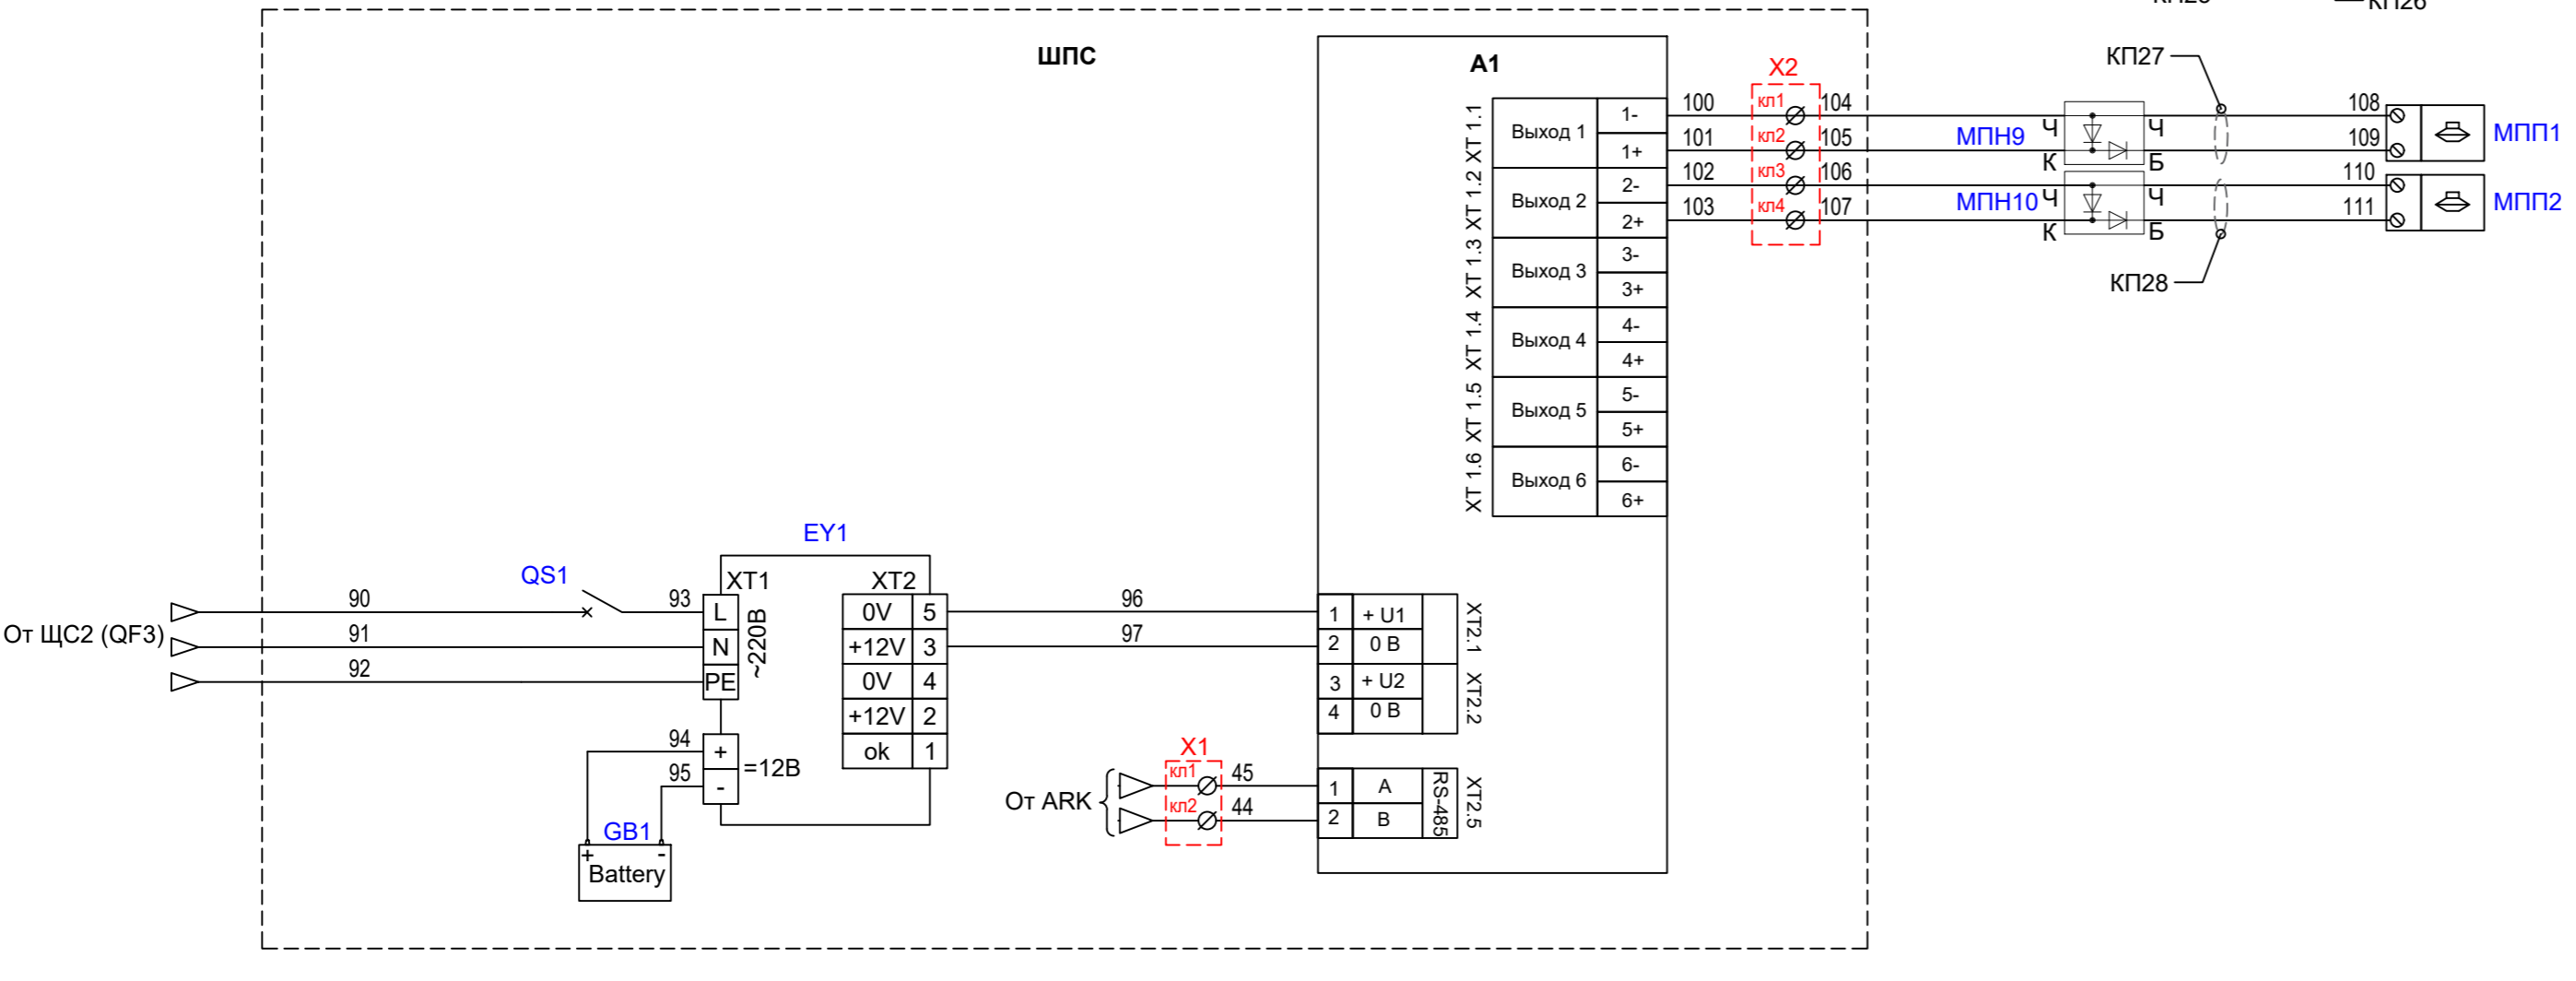 КП26
ШПС
А1
X2
КП27
XT 1.1
Выход 1
1-
100
кл1
104
Ч
Ч
108
1+
101
кл2
105
МПН9
К
Б
109
МПП1
XT 1.2
Выход 2
2-
102
кл3
106
Ч
Ч
110
2+
103
кл4
107
МПН10
К
Б
111
МПП2
XT 1.3
Выход 3
3-
3+
КП28
XT 1.4
Выход 4
4-
4+
XT 1.5
Выход 5
5-
5+
XT 1.6
Выход 6
6-
6+
EY1
QS1
XT1
XT2
От ЩС2 (QF3)
90
93
L
~220В
0V
5
96
1
+ U1
XT2.1
91
N
+12V
3
97
2
0 В
92
PE
0V
4
3
+ U2
XT2.2
+12V
2
4
0 В
94
+
=12В
ok
1
95
-
X1
От ARK
кл1
45
1
A
RS-485
XT2.5
кл2
44
2
B
GB1
+
-
Battery